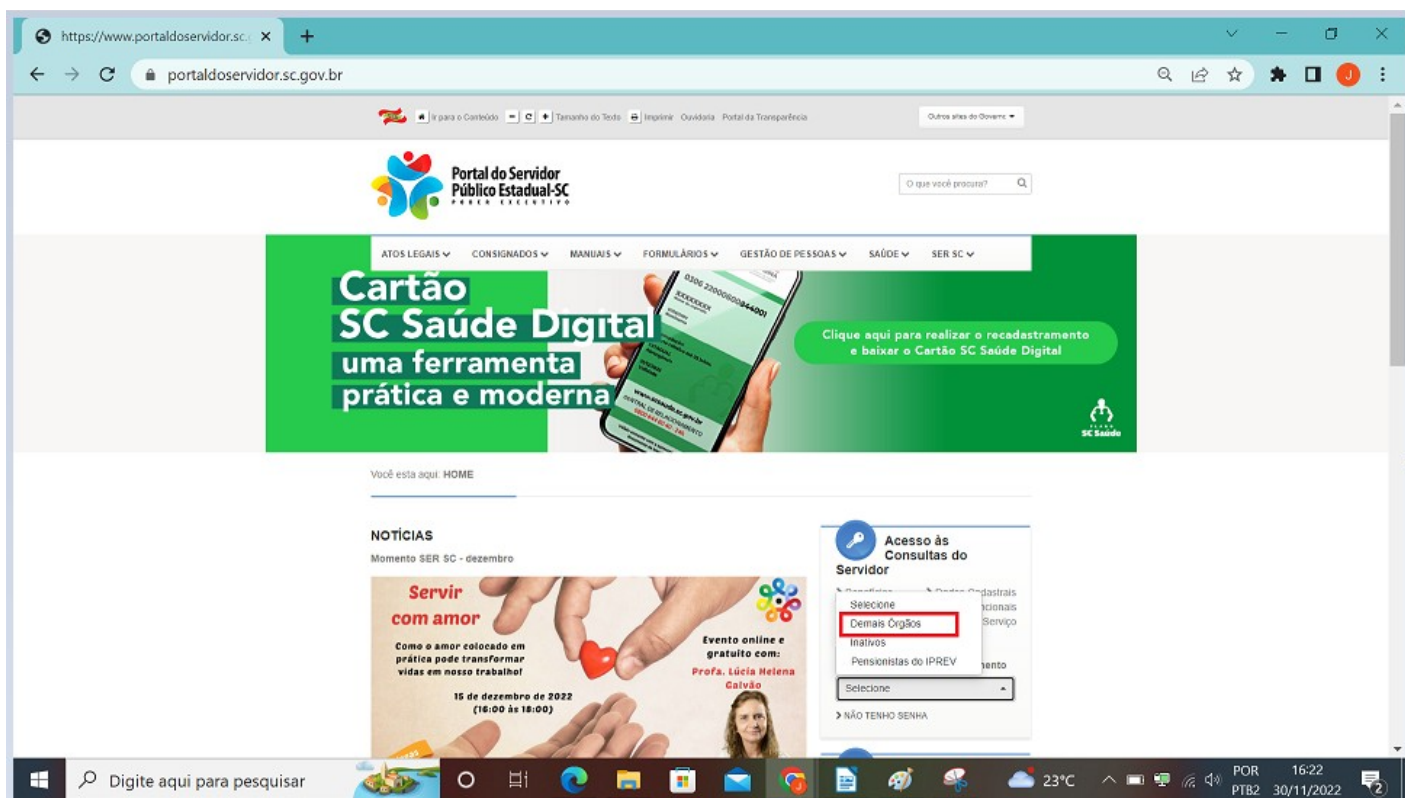 https://www.portaldoservidor.sc.g
portaldoservidor.sc.gov.br
J
Ir para o Conteúdo
Tamanho do Texto
Imprimir
Ouvidoria
Portal da Transparência
Outros sites do Governo
Portal do Servidor
Público Estadual-SC
PODER EXECUTIVO
O que você procura?
ATOS LEGAIS CONSIGNADOS MANUAIS FORMULÁRIOS GESTÃO DE PESSOAS SAÚDE SER SC
Cartão
SC Saúde Digital
uma ferramenta
prática e moderna
Clique aqui para realizar o recadastramento
e baixar o Cartão SC Saúde Digital
SC Saúde
Você esta aqui: HOME
NOTÍCIAS
Momento SER SC - dezembro
Servir
com amor
Como o amor colocado em
prática pode transformar
vidas em nosso trabalho!
15 de dezembro de 2022
(16:00 às 18:00)
Evento online e
gratuito com:
Profa. Lúcia Helena
Galvão
Acesso às
Consultas do
Servidor
Selecione
Demais Órgãos
Inativos
Pensionistas do IPREV
Serviço
Selecione
NÃO TENHO SENHA
Digite aqui para pesquisar
23°C
POR
PTB2
16:22
30/11/2022
2